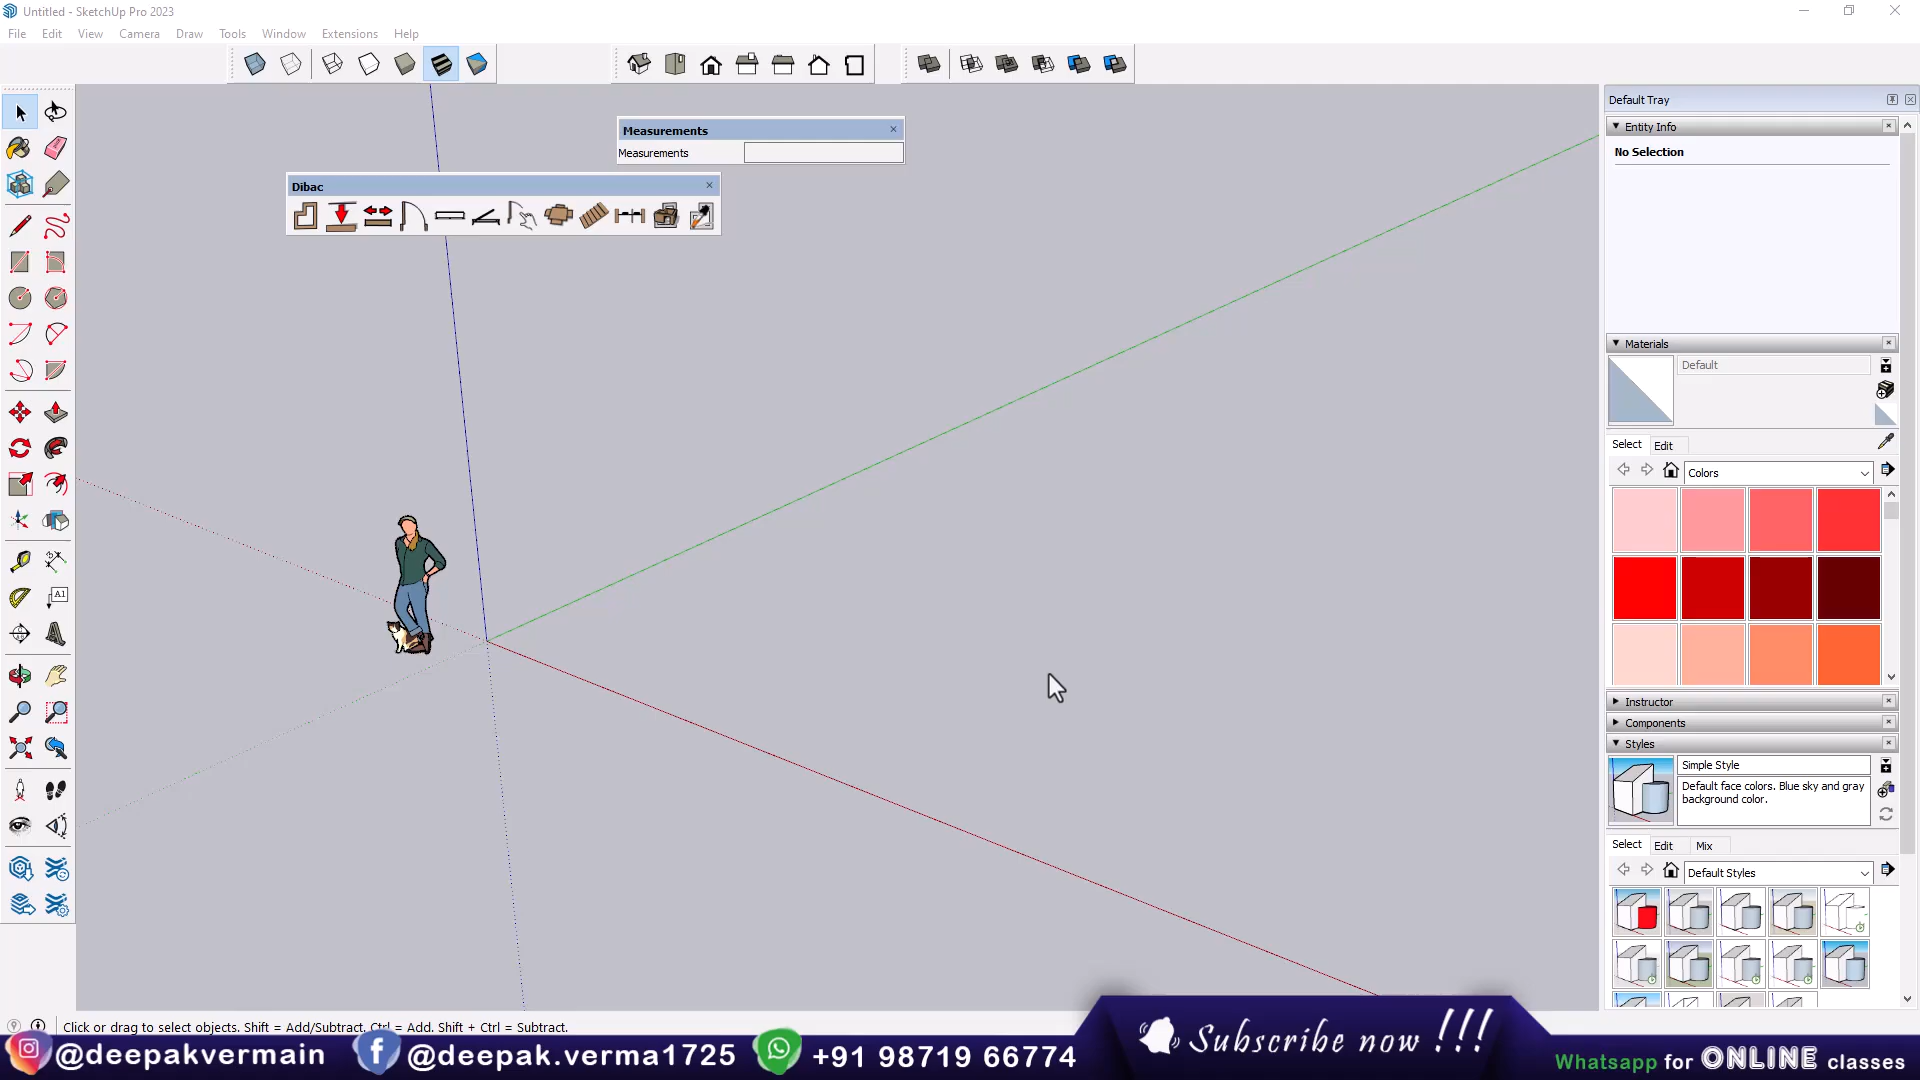 Untitled - SketchUp Pro 2023
File Edit View Camera Draw Tools Window Extensions Help
Default Tray
Entity Info
No Selection
Measurements
Measurements
Dibac
Materials
Default
Select Edit
Colors
A1
Instructor
Components
Styles
Simple Style
Default face colors. Blue sky and gray
background color.
Select Edit Mix
Default Styles
Click or drag to select objects. Shift = Add/Subtract. Ctrl = Add. Shift + Ctrl = Subtract.
@deepakvermain @deepak.verma1725 +91 98719 66774
Subscribe now !!!
Whatsapp for ONLINE classes